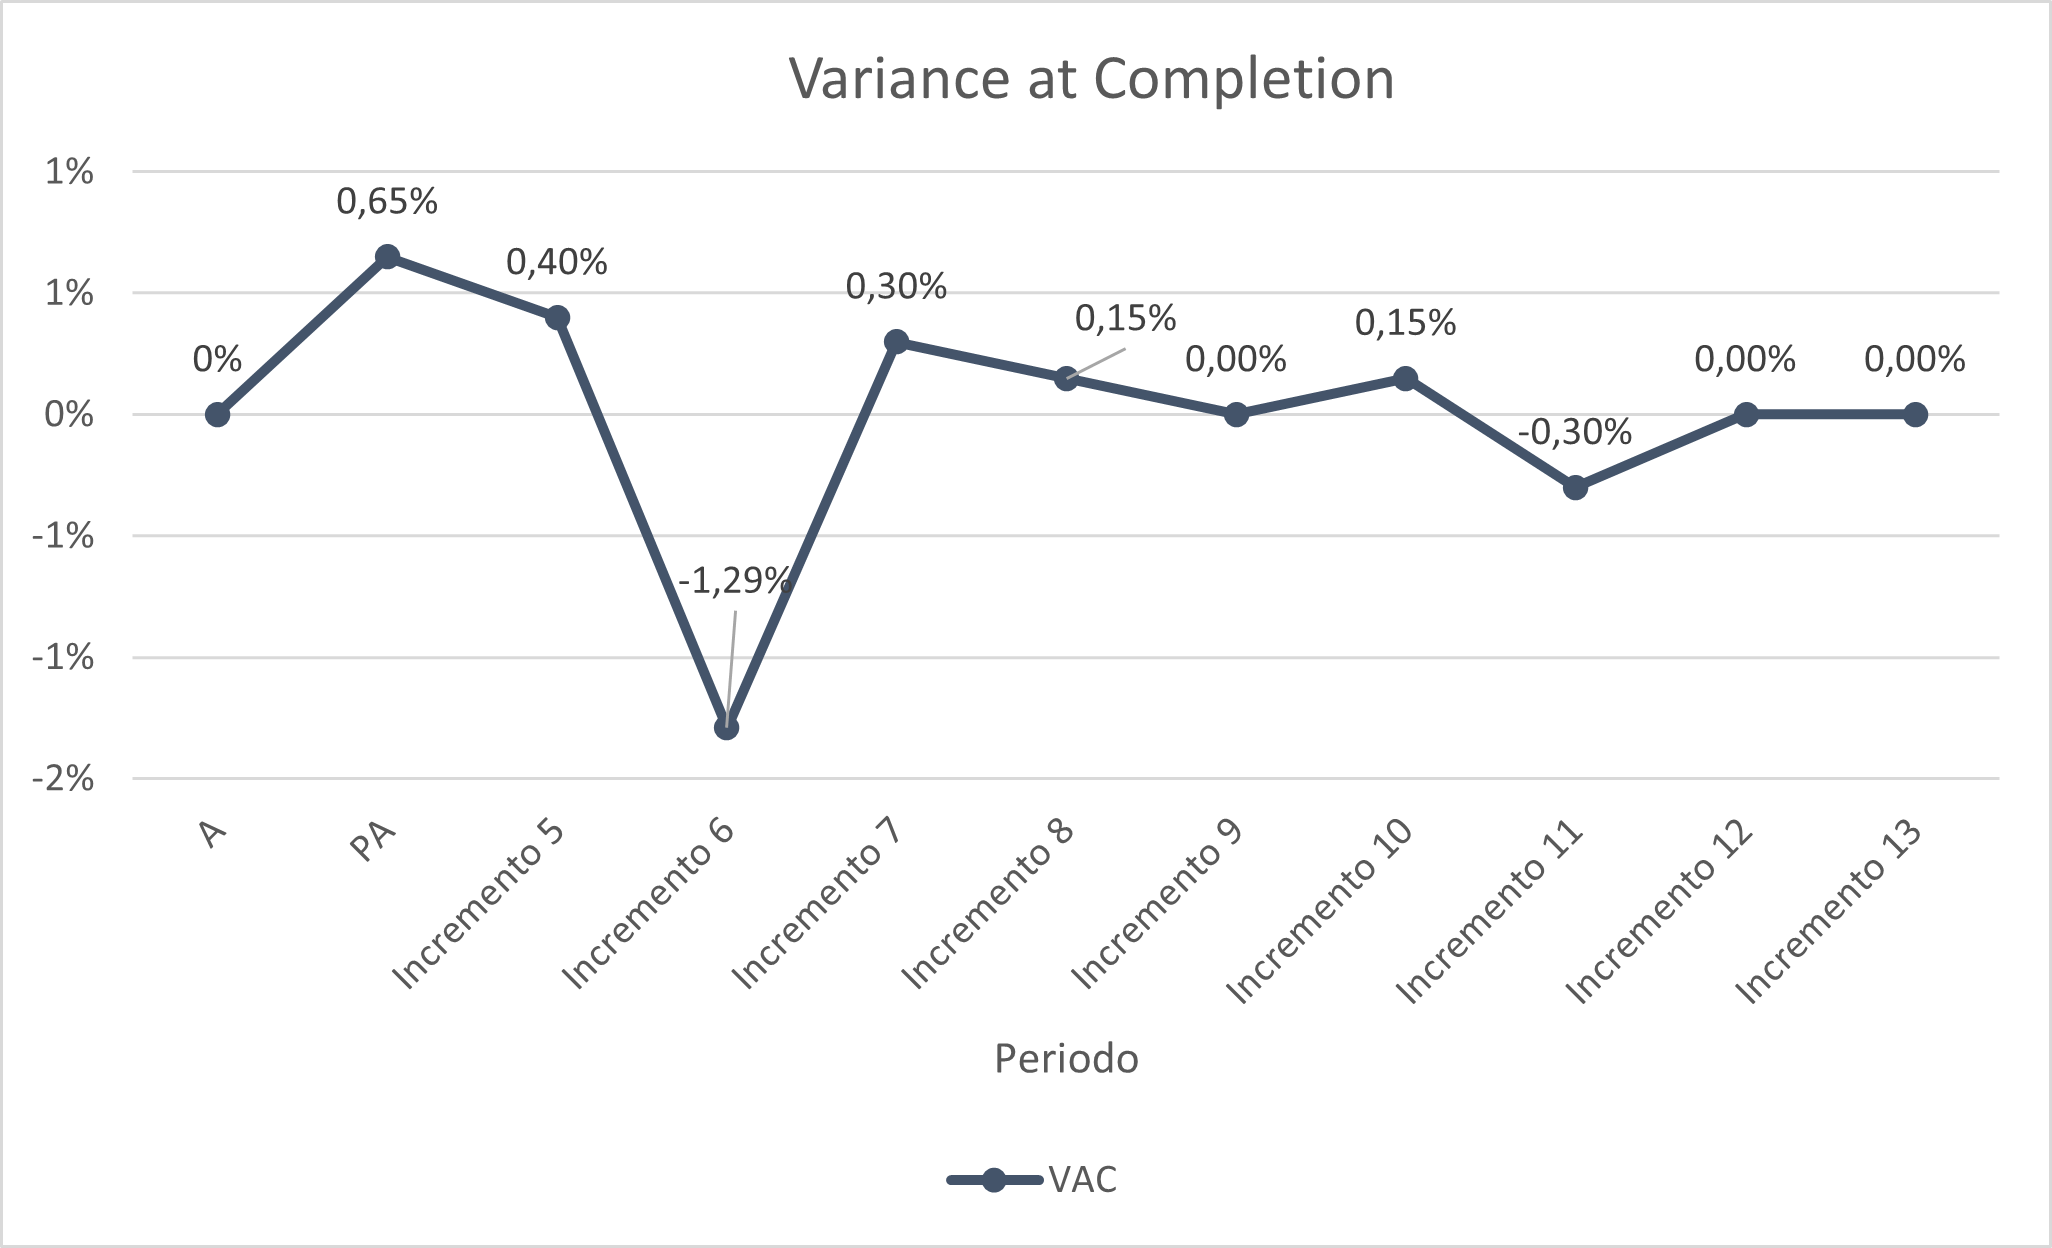 Variance at Completion
1%
1%
0%
-1%
-1%
-2%
0%
0,65%
0,40%
-1,29%
0,30%
0,15%
0,00%
0,15%
-0,30%
0,00%
0,00%
A
PA
Incremento 5
Incremento 6
Incremento 7
Incremento 8
Incremento 9
Incremento 10
Incremento 11
Incremento 12
Incremento 13
Periodo
VAC